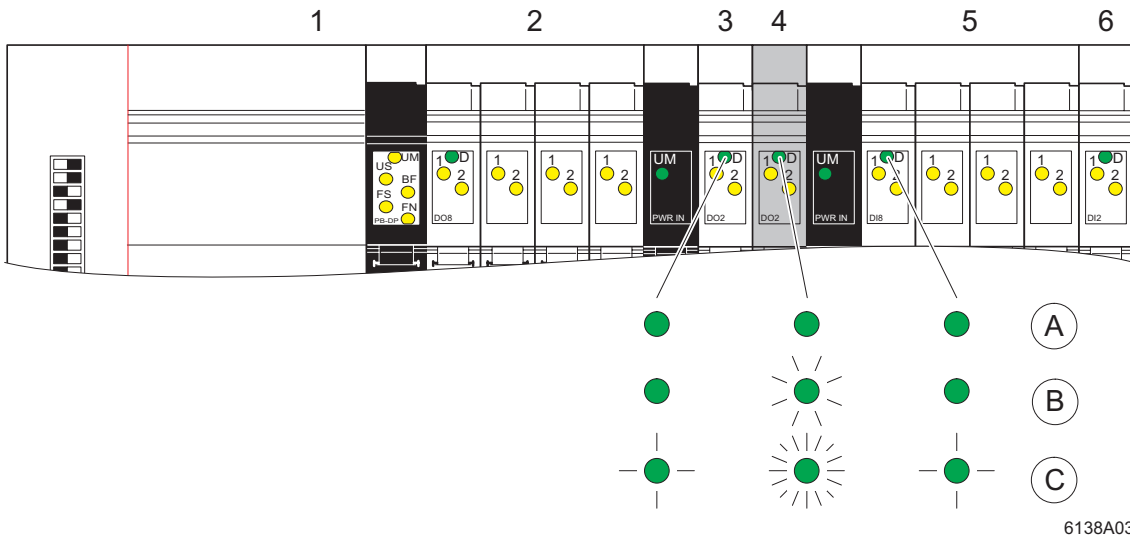 1 2 3 4 5 6
UM
US
BF
FS
FN
PB-DP
1 D
2
DO8
1
2
1
2
1
2
UM
PWR IN
1 D
2
DO2
1 D
2
DO2
UM
PWR IN
1 D
2
DI8
1
2
1
2
1
2
1 D
2
DI2
A
B
C
6138A03